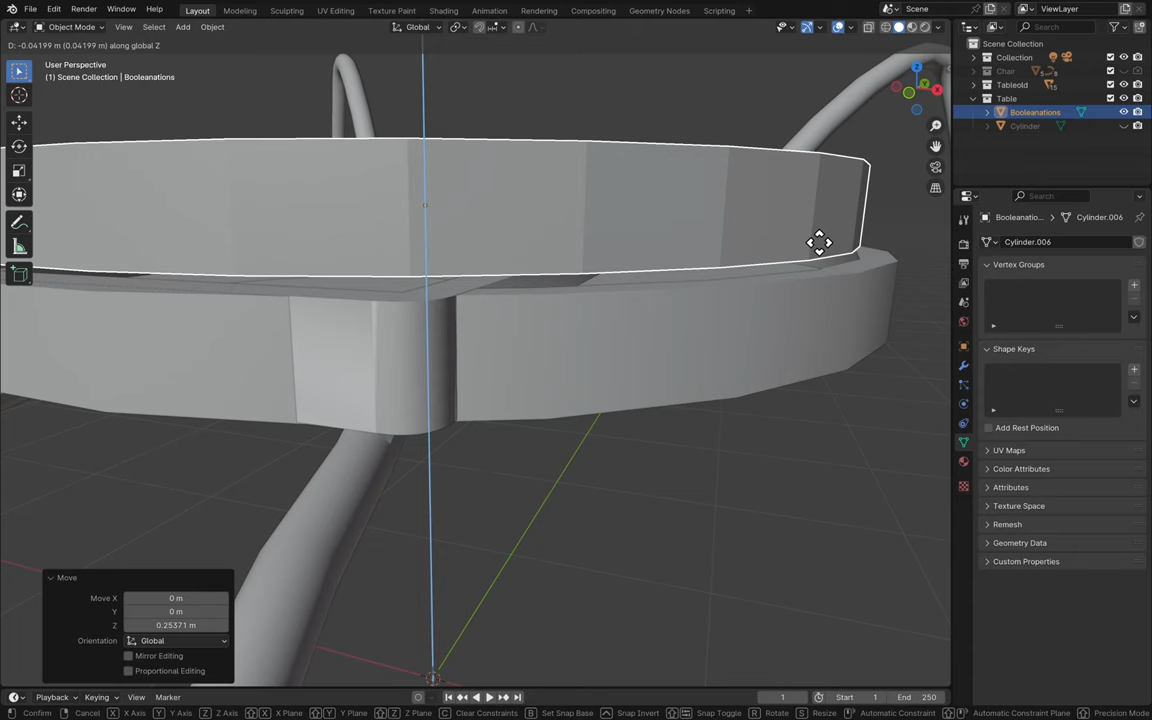 File Edit Render Window Help
Layout Modeling Sculpting UV Editing Texture Paint Shading Animation Rendering Compositing Geometry Nodes Scripting
Scene
ViewLayer
Object Mode View Select Add Object
Global
Search
D: -0.04199 m (0.04199 m) along global Z
User Perspective
(1) Scene Collection | Booleanations
Z
X
Y
Scene Collection
Collection
Chair 5 8
Tableold 15
Table
Booleanations
Cylinder
Search
Booleanatio... Cylinder.006
Cylinder.006
Vertex Groups
Shape Keys
Add Rest Position
UV Maps
Color Attributes
Attributes
Texture Space
Remesh
Geometry Data
Custom Properties
Move
Move X 0 m
Y 0 m
Z 0.25371 m
Orientation Global
Mirror Editing
Proportional Editing
Playback Keying View Marker
1 Start 1 End 250
Confirm Cancel X X Axis Y Y Axis Z Z Axis X X Plane Y Y Plane Z Z Plane C Clear Constraints B Set Snap Base Snap Invert Snap Toggle R Rotate S Resize Automatic Constraint Automatic Constraint Plane Precision Mode